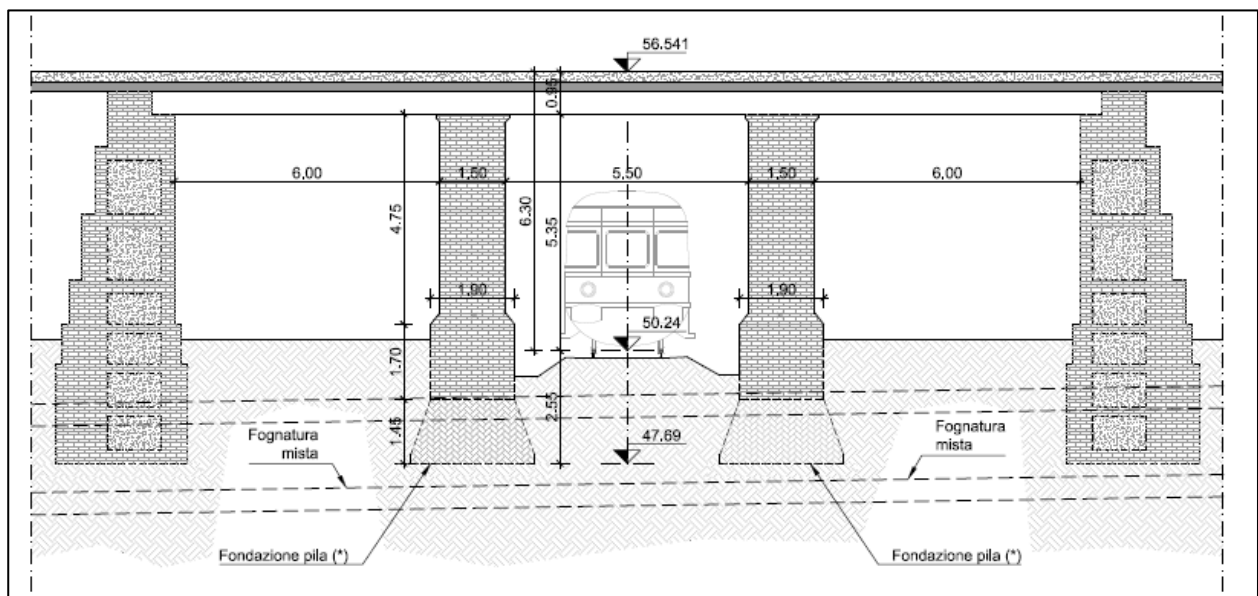 56.541
0.95
6,00
1,50
5,50
1,50
6,00
4.75
6.30
5.35
1,90
1,90
50.24
1.70
2.55
1.45
47.69
Fognatura
mista
Fognatura
mista
Fondazione pila (*)
Fondazione pila (*)